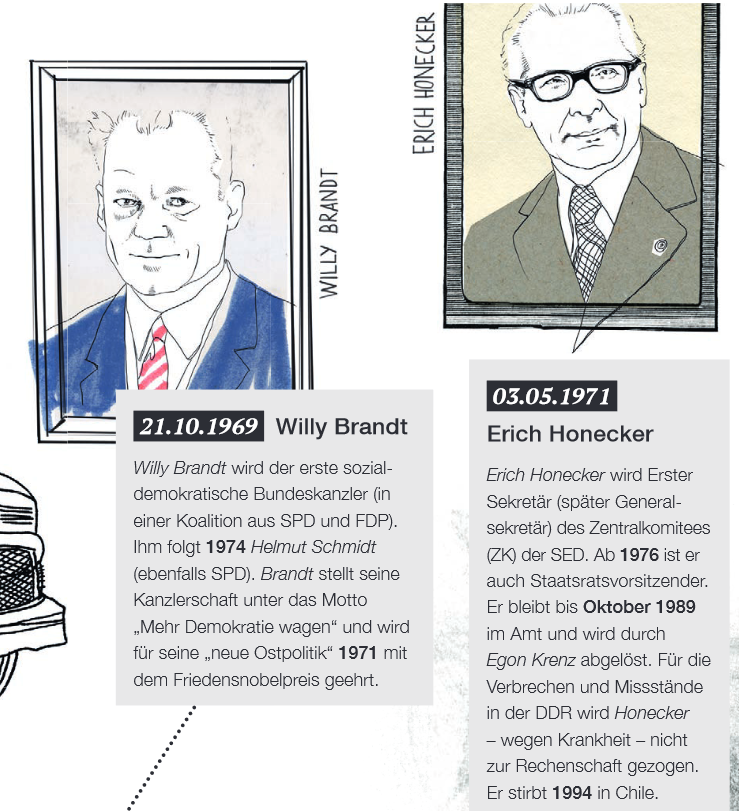 WILLY BRANDT
21.10.1969 Willy Brandt
Willy Brandt wird der erste sozial-
demokratische Bundeskanzler (in
einer Koalition aus SPD und FDP).
Ihm folgt 1974 Helmut Schmidt
(ebenfalls SPD). Brandt stellt seine
Kanzlerschaft unter das Motto
„Mehr Demokratie wagen“ und wird
für seine „neue Ostpolitik“ 1971 mit
dem Friedensnobelpreis geehrt.
ERICH HONECKER
03.05.1971
Erich Honecker
Erich Honecker wird Erster
Sekretär (später General-
sekretär) des Zentralkomitees
(ZK) der SED. Ab 1976 ist er
auch Staatsratsvorsitzender.
Er bleibt bis Oktober 1989
im Amt und wird durch
Egon Krenz abgelöst. Für die
Verbrechen und Missstände
in der DDR wird Honecker
– wegen Krankheit – nicht
zur Rechenschaft gezogen.
Er stirbt 1994 in Chile.